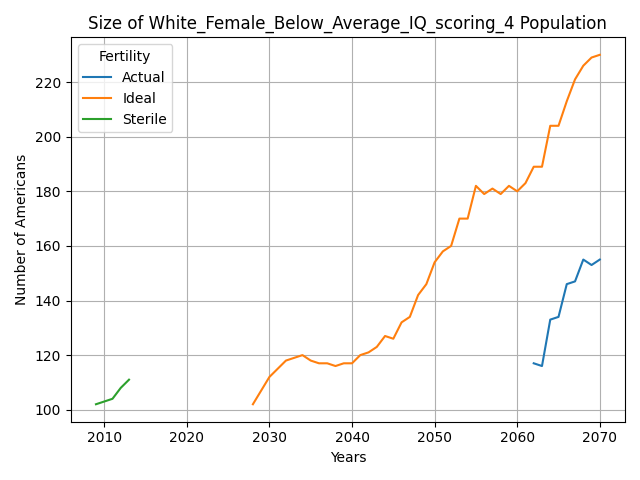 Size of White_Female_Below_Average_IQ_scoring_4 Population
Fertility
Actual
Ideal
Sterile
Number of Americans
220
200
180
160
140
120
100
2010 2020 2030 2040 2050 2060 2070
Years